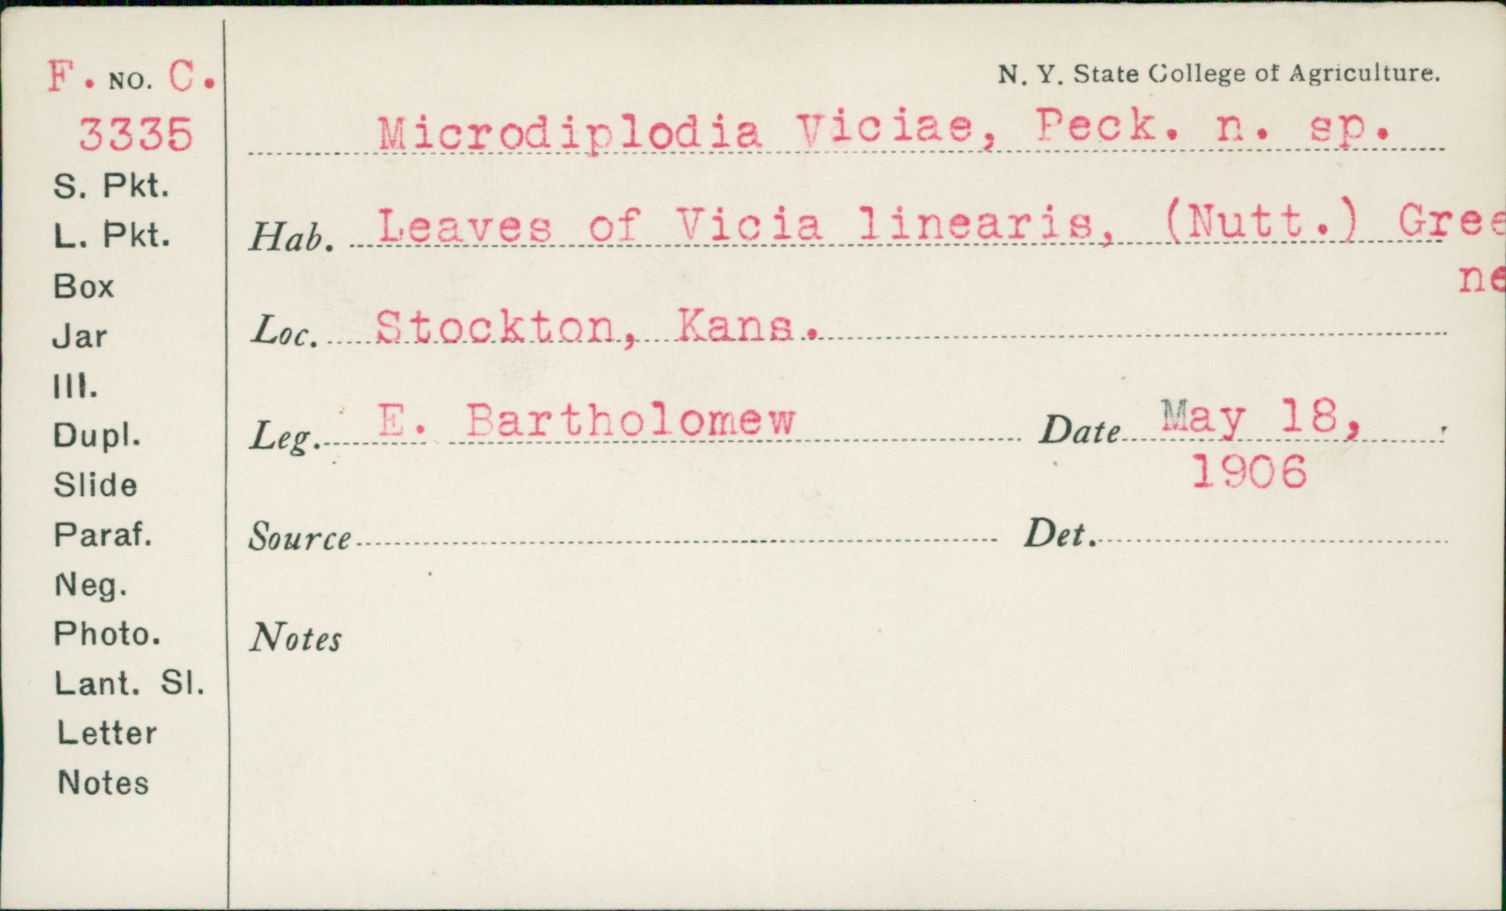 F. NO. C.
3335
S. Pkt.
L. Pkt.
Box
Jar
Ill.
Dupl.
Slide
Paraf.
Neg.
Photo.
Lant. Sl.
Letter
Notes
N. Y. State College of Agriculture.
Microdiplodia Viciae, Peck. n. sp.
Hab. Leaves of Vicia linearis, (Nutt.) Gree
ne
Loc. Stockton, Kans.
Leg. E. Bartholomew Date May 18,
1906
Source Det.
Notes